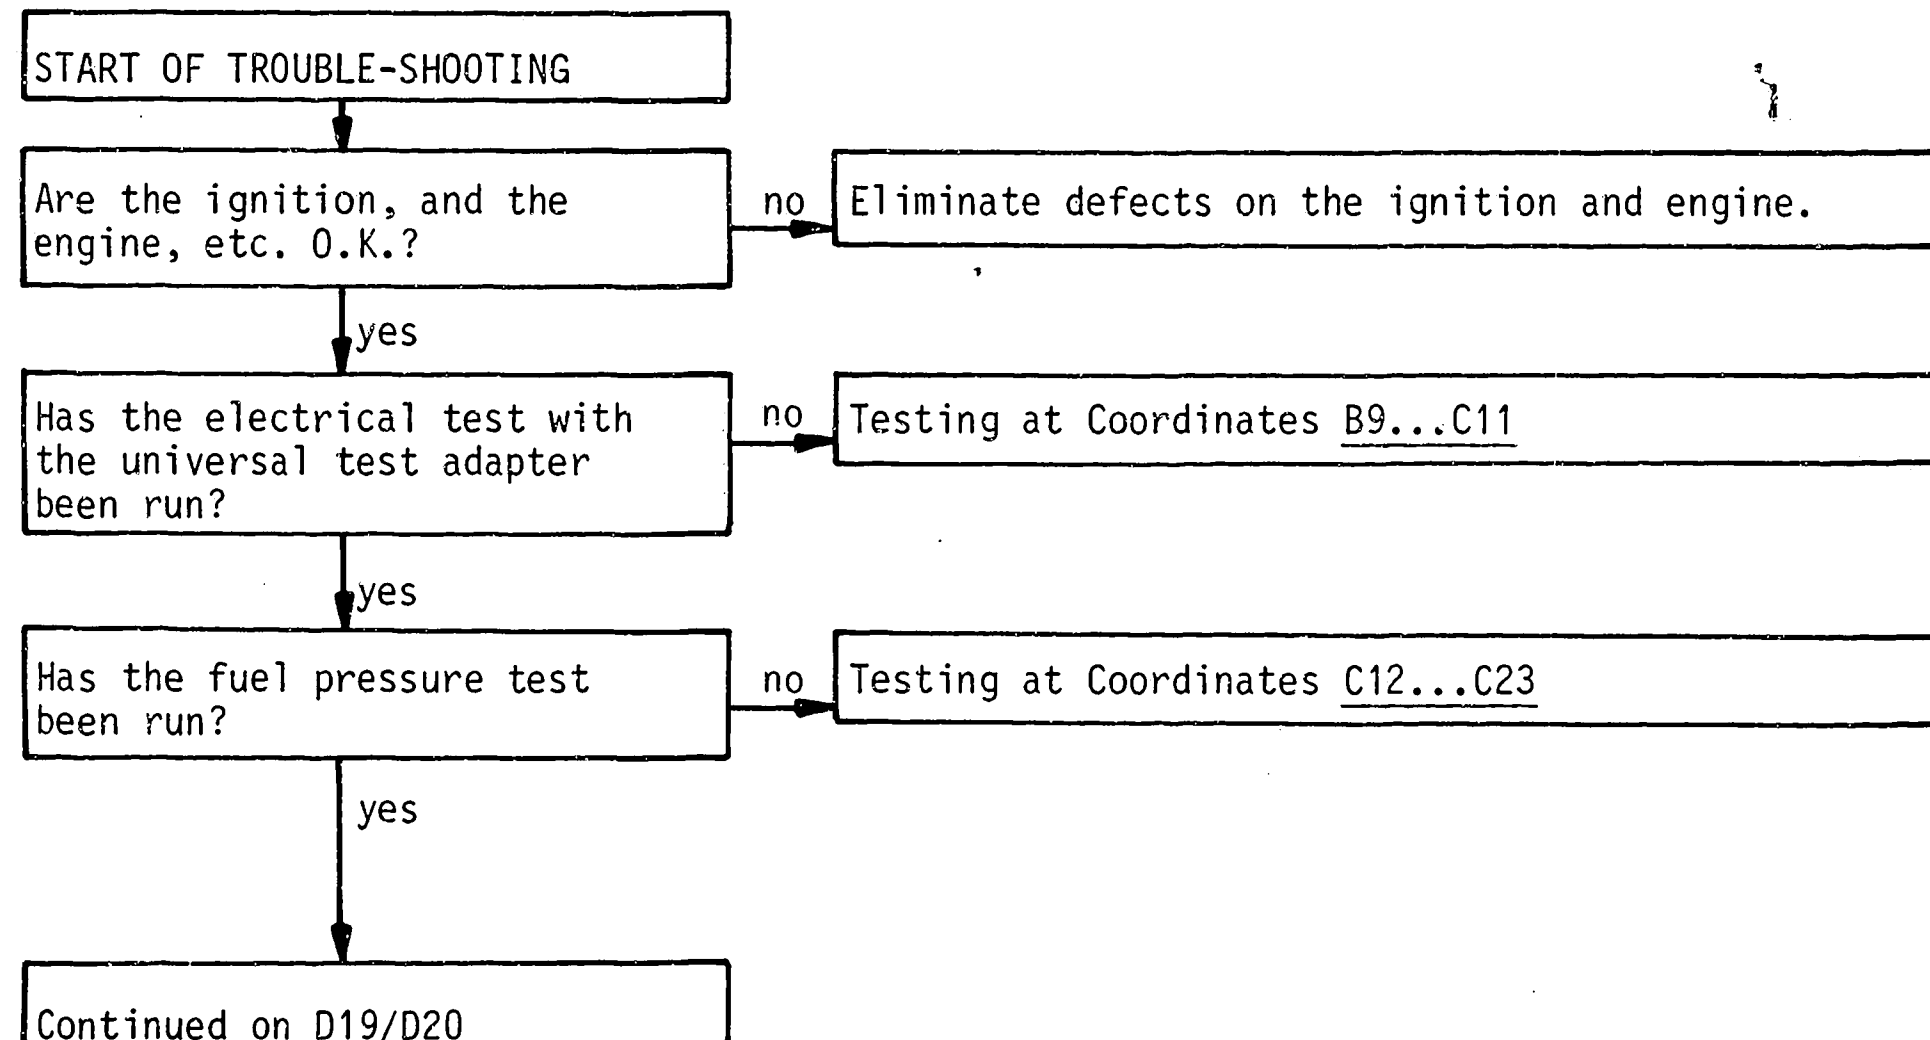 START OF TROUBLE-SHOOTING
Are the ignition, and the
engine, etc. O.K.?
no
Eliminate defects on the ignition and engine.
yes
Has the electrical test with
the universal test adapter
been run?
no
Testing at Coordinates B9...C11
yes
Has the fuel pressure test
been run?
no
Testing at Coordinates C12...C23
yes
Continued on D19/D20